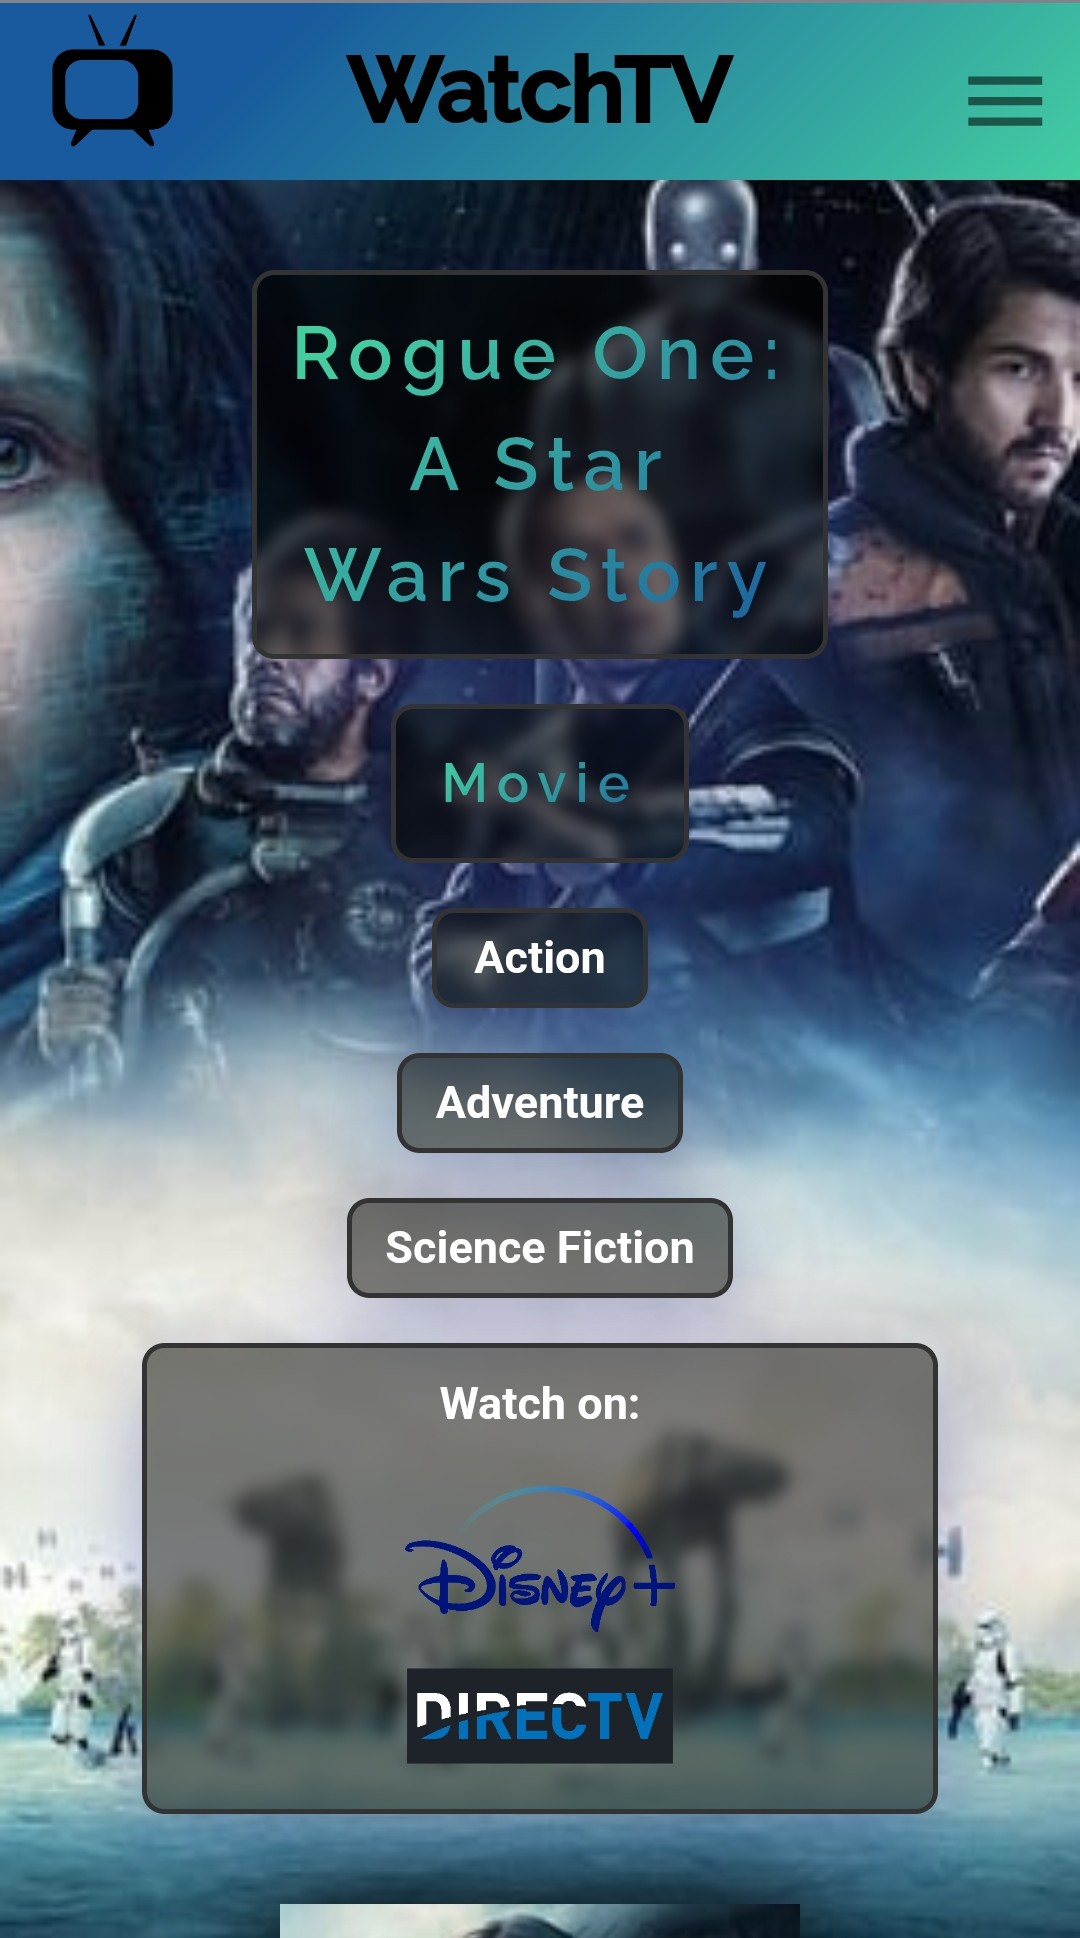 WatchTV
Rogue One:
A Star
Wars Story
Movie
Action
Adventure
Science Fiction
Watch on:
Disney+
DIRECTV